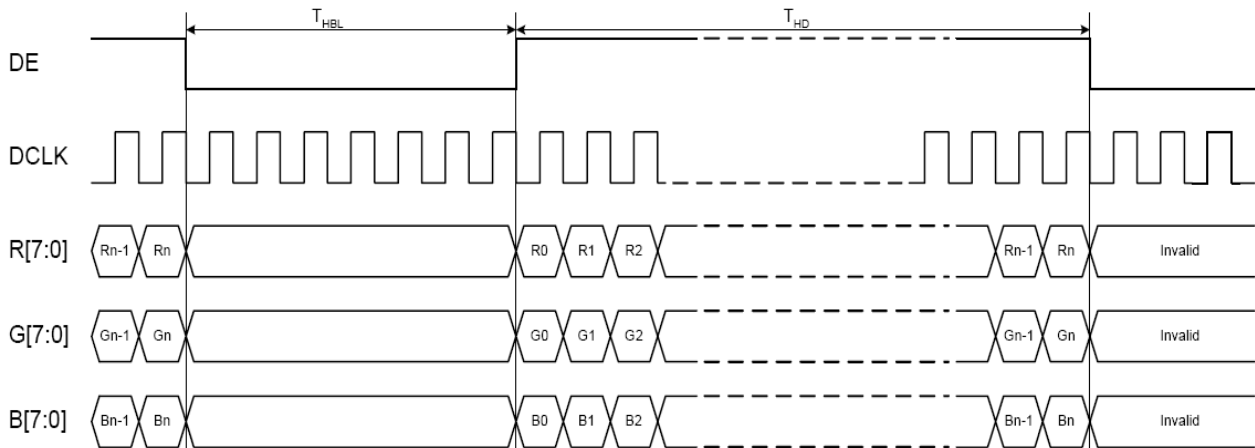 T_HBL T_HD
DE
DCLK
R[7:0] Rn-1 Rn R0 R1 R2 Rn-1 Rn Invalid
G[7:0] Gn-1 Gn G0 G1 G2 Gn-1 Gn Invalid
B[7:0] Bn-1 Bn B0 B1 B2 Bn-1 Bn Invalid